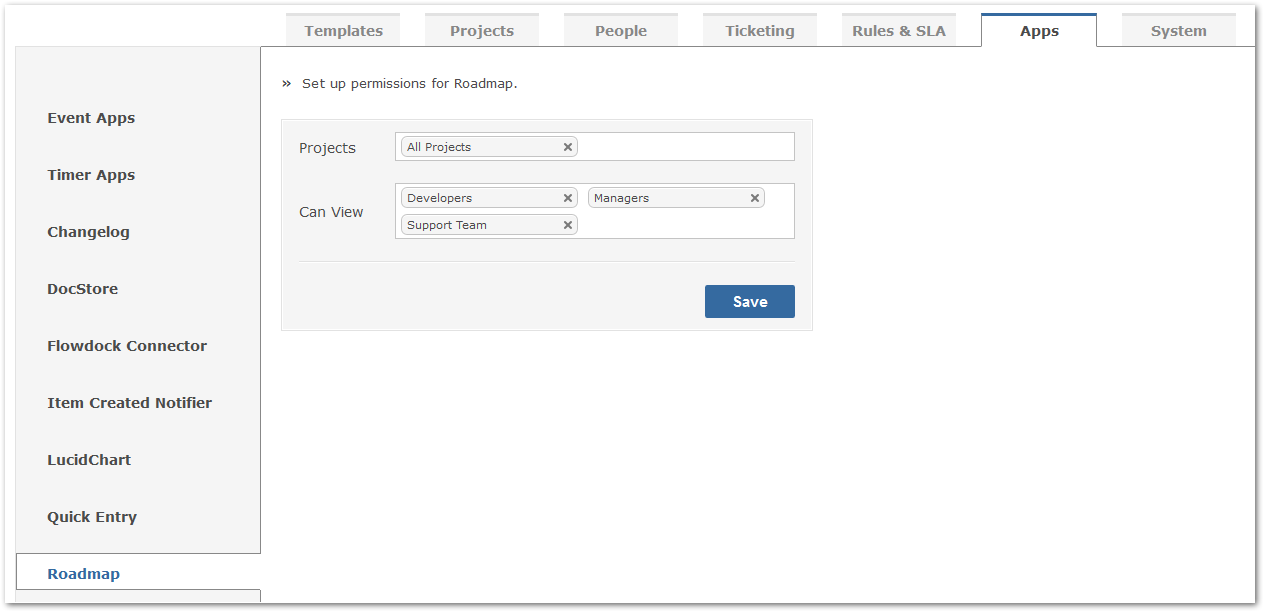 Templates Projects People Ticketing Rules & SLA Apps System
Event Apps
Timer Apps
Changelog
DocStore
Flowdock Connector
Item Created Notifier
LucidChart
Quick Entry
Roadmap
» Set up permissions for Roadmap.
Projects All Projects ×
Can View Developers × Managers ×
Support Team ×
Save